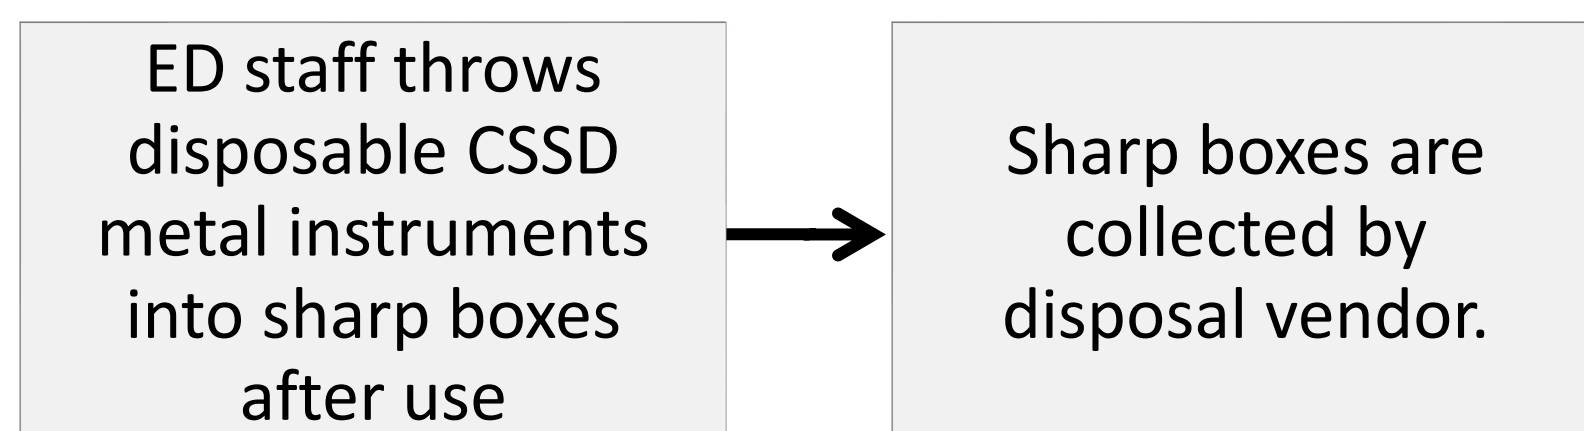 ED staff throws
disposable CSSD
metal instruments
into sharp boxes
after use
Sharp boxes are
collected by
disposal vendor.